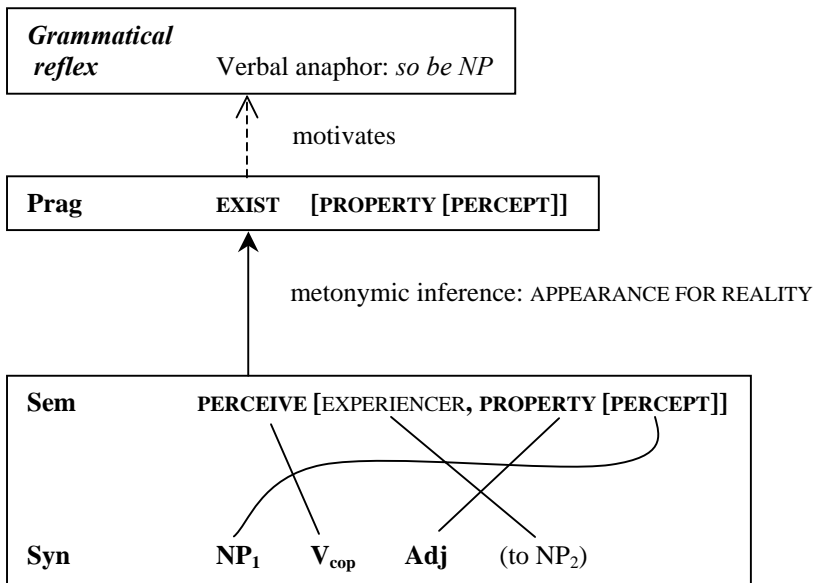 Grammatical
reflex Verbal anaphor: so be NP
motivates
Prag EXIST [PROPERTY [PERCEPT]]
metonymic inference: APPEARANCE FOR REALITY
Sem PERCEIVE [EXPERIENCER, PROPERTY [PERCEPT]]
Syn NP₁ Vcop Adj (to NP₂)